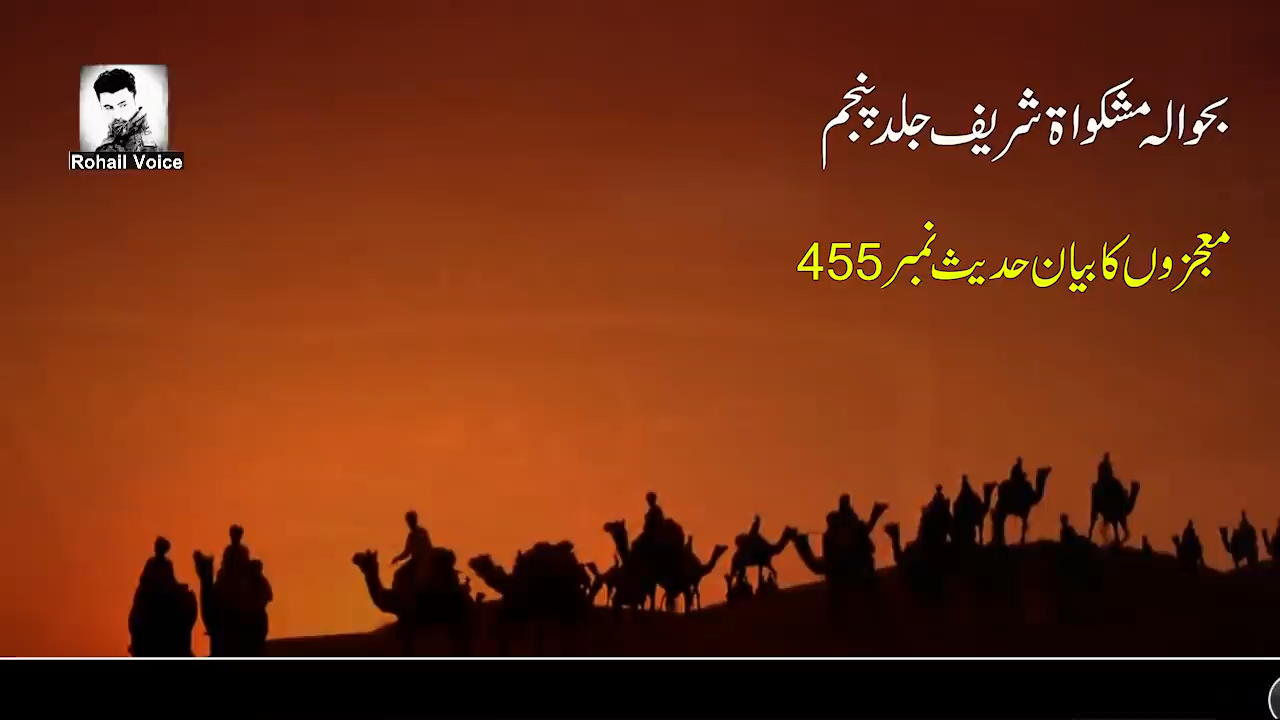 Rohail Voice
بحوالہ مشکواۃ شریف جلد پنجم
معجزوں کا بیان حدیث نمبر 455